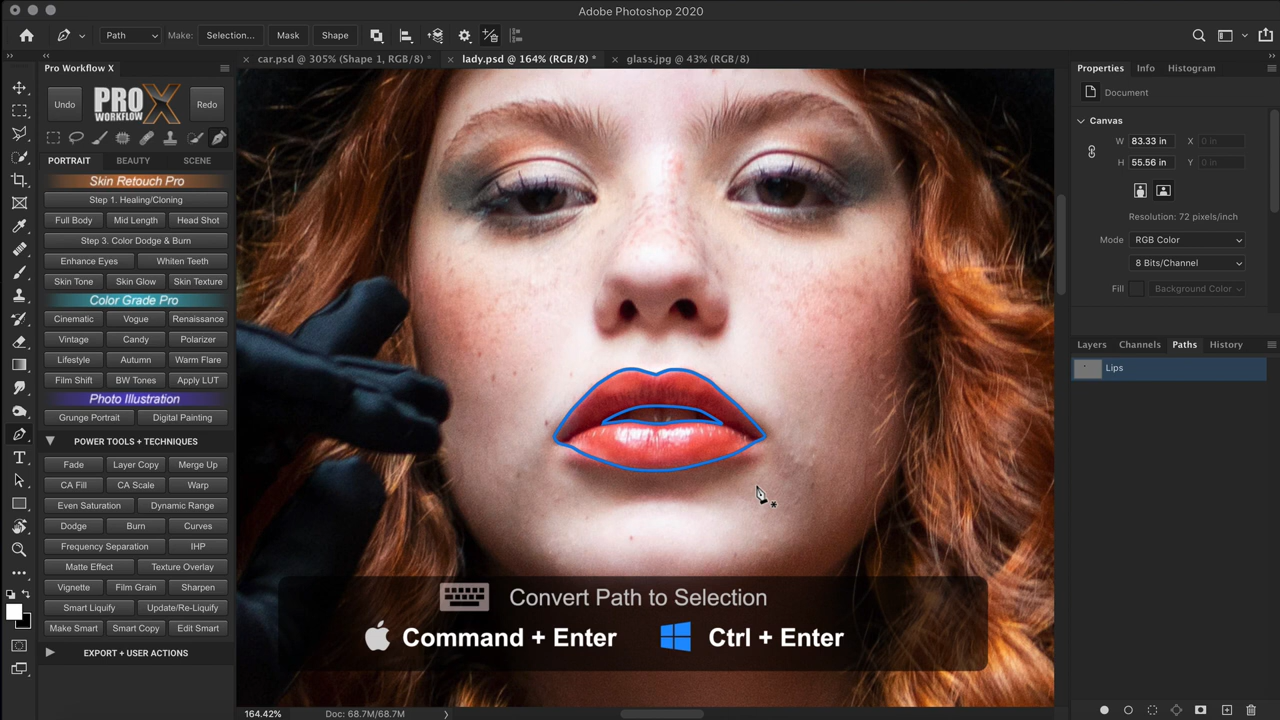 Adobe Photoshop 2020
Path
Make:
Selection...
Mask
Shape
car.psd @ 305% (Shape 1, RGB/8) *
lady.psd @ 164% (RGB/8) *
glass.jpg @ 43% (RGB/8)
Pro Workflow X
Undo
PRO WORKFLOW X
Redo
PORTRAIT
BEAUTY
SCENE
Skin Retouch Pro
Step 1. Healing/Cloning
Full Body
Mid Length
Head Shot
Step 3. Color Dodge & Burn
Enhance Eyes
Whiten Teeth
Skin Tone
Skin Glow
Skin Texture
Color Grade Pro
Cinematic
Vogue
Renaissance
Vintage
Candy
Polarizer
Lifestyle
Autumn
Warm Flare
Film Shift
BW Tones
Apply LUT
Photo Illustration
Grunge Portrait
Digital Painting
POWER TOOLS + TECHNIQUES
Fade
Layer Copy
Merge Up
CA Fill
CA Scale
Warp
Even Saturation
Dynamic Range
Dodge
Burn
Curves
Frequency Separation
IHP
Matte Effect
Texture Overlay
Vignette
Film Grain
Sharpen
Smart Liquify
Update/Re-Liquify
Make Smart
Smart Copy
Edit Smart
EXPORT + USER ACTIONS
Convert Path to Selection
Command + Enter
Ctrl + Enter
164.42%
Doc: 68.7M/68.7M
Properties
Info
Histogram
Document
Canvas
W 83.33 in
X 0 in
H 55.56 in
Y 0 in
Resolution: 72 pixels/inch
Mode RGB Color
8 Bits/Channel
Fill Background Color
Layers
Channels
Paths
History
Lips